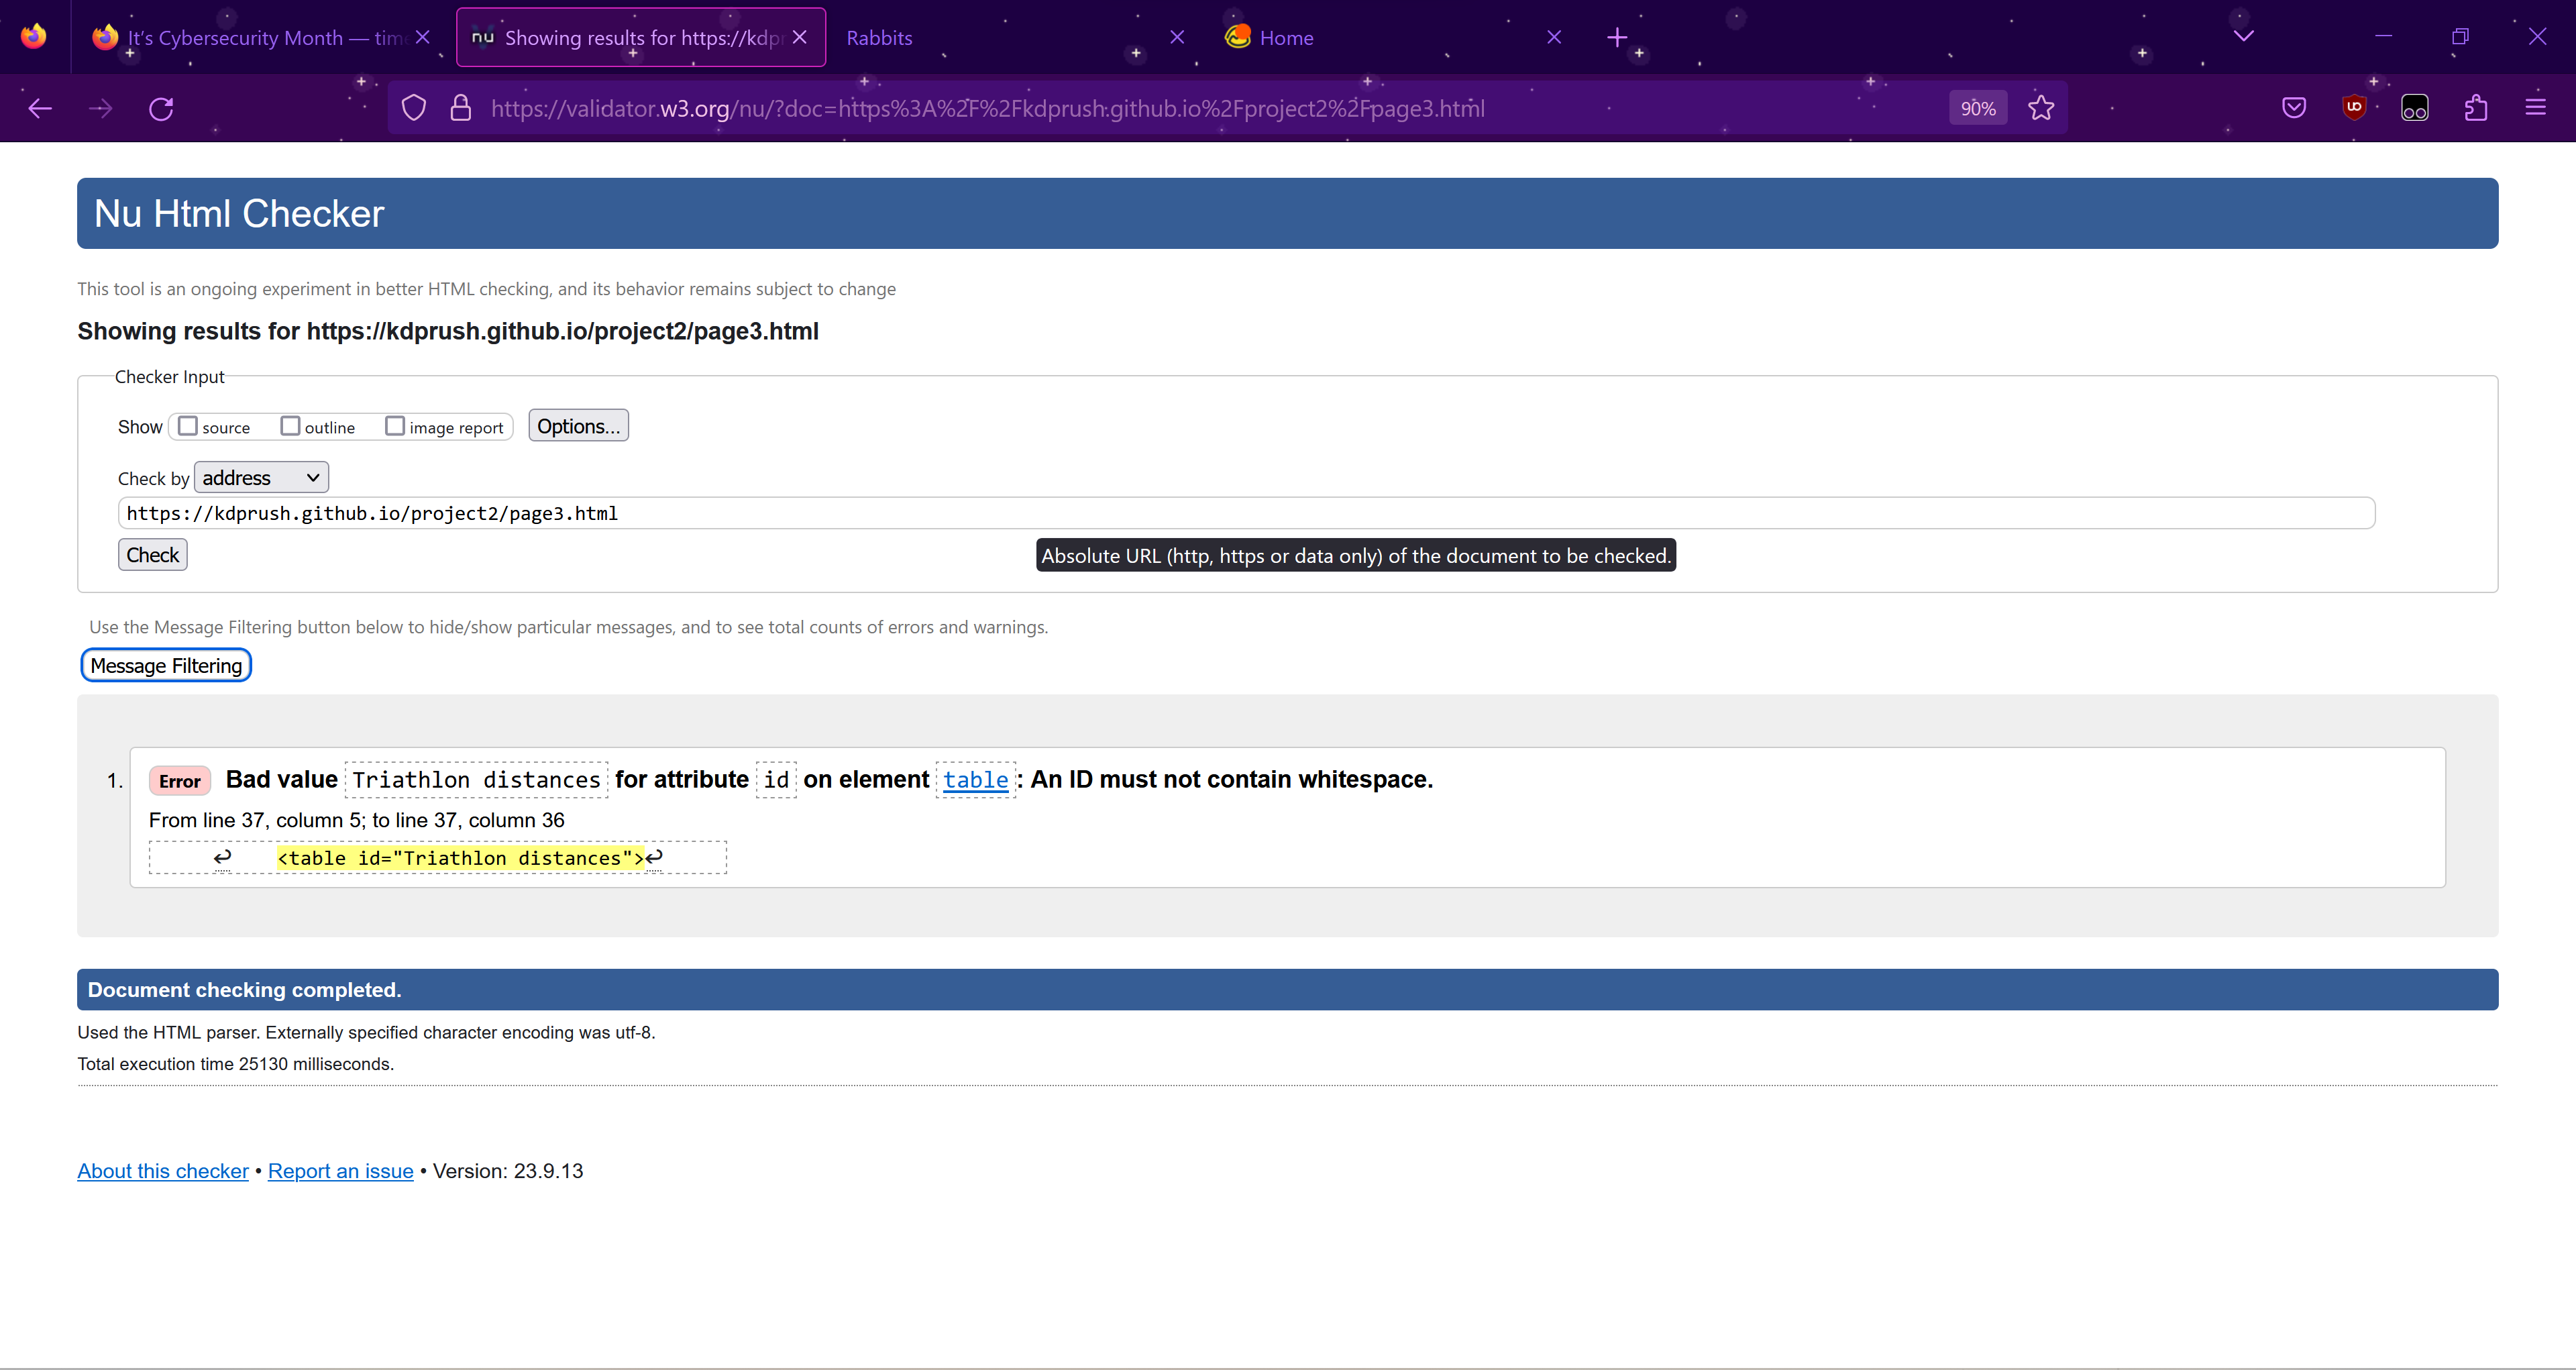 It's Cybersecurity Month — time
Showing results for https://kdpr
Rabbits
Home
https://validator.w3.org/nu/?doc=https%3A%2F%2Fkdprush.github.io%2Fproject2%2Fpage3.html
90%
Nu Html Checker
This tool is an ongoing experiment in better HTML checking, and its behavior remains subject to change
Showing results for https://kdprush.github.io/project2/page3.html
Checker Input
Show source outline image report Options...
Check by address
https://kdprush.github.io/project2/page3.html
Check
Absolute URL (http, https or data only) of the document to be checked.
Use the Message Filtering button below to hide/show particular messages, and to see total counts of errors and warnings.
Message Filtering
1. Error Bad value Triathlon distances for attribute id on element table: An ID must not contain whitespace.
From line 37, column 5; to line 37, column 36
↩ <table id="Triathlon distances">↩
Document checking completed.
Used the HTML parser. Externally specified character encoding was utf-8.
Total execution time 25130 milliseconds.
About this checker • Report an issue • Version: 23.9.13